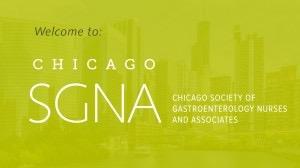 Welcome to:
CHICAGO
SGNA
CHICAGO SOCIETY OF
GASTROENTEROLOGY NURSES
AND ASSOCIATES